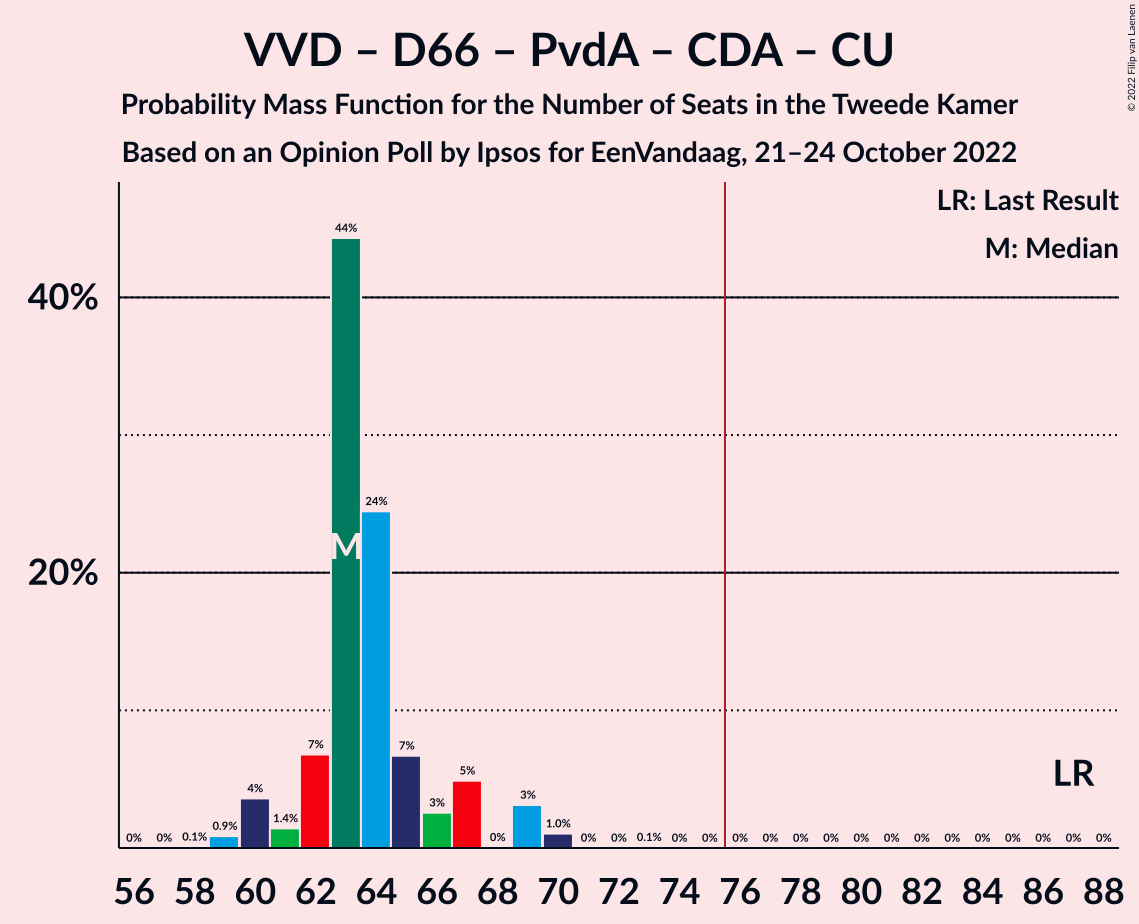 VVD – D66 – PvdA – CDA – CU
Probability Mass Function for the Number of Seats in the Tweede Kamer
Based on an Opinion Poll by Ipsos for EenVandaag, 21–24 October 2022
© 2022 Filip van Laenen
LR: Last Result
M: Median
40%
20%
44%
24%
M
LR
0% 0% 0.1% 0.9% 4% 1.4% 7% 7% 3% 5% 0% 3% 1.0% 0% 0% 0.1% 0% 0% 0% 0% 0% 0% 0% 0% 0% 0% 0% 0% 0% 0% 0%
56 58 60 62 64 66 68 70 72 74 76 78 80 82 84 86 88